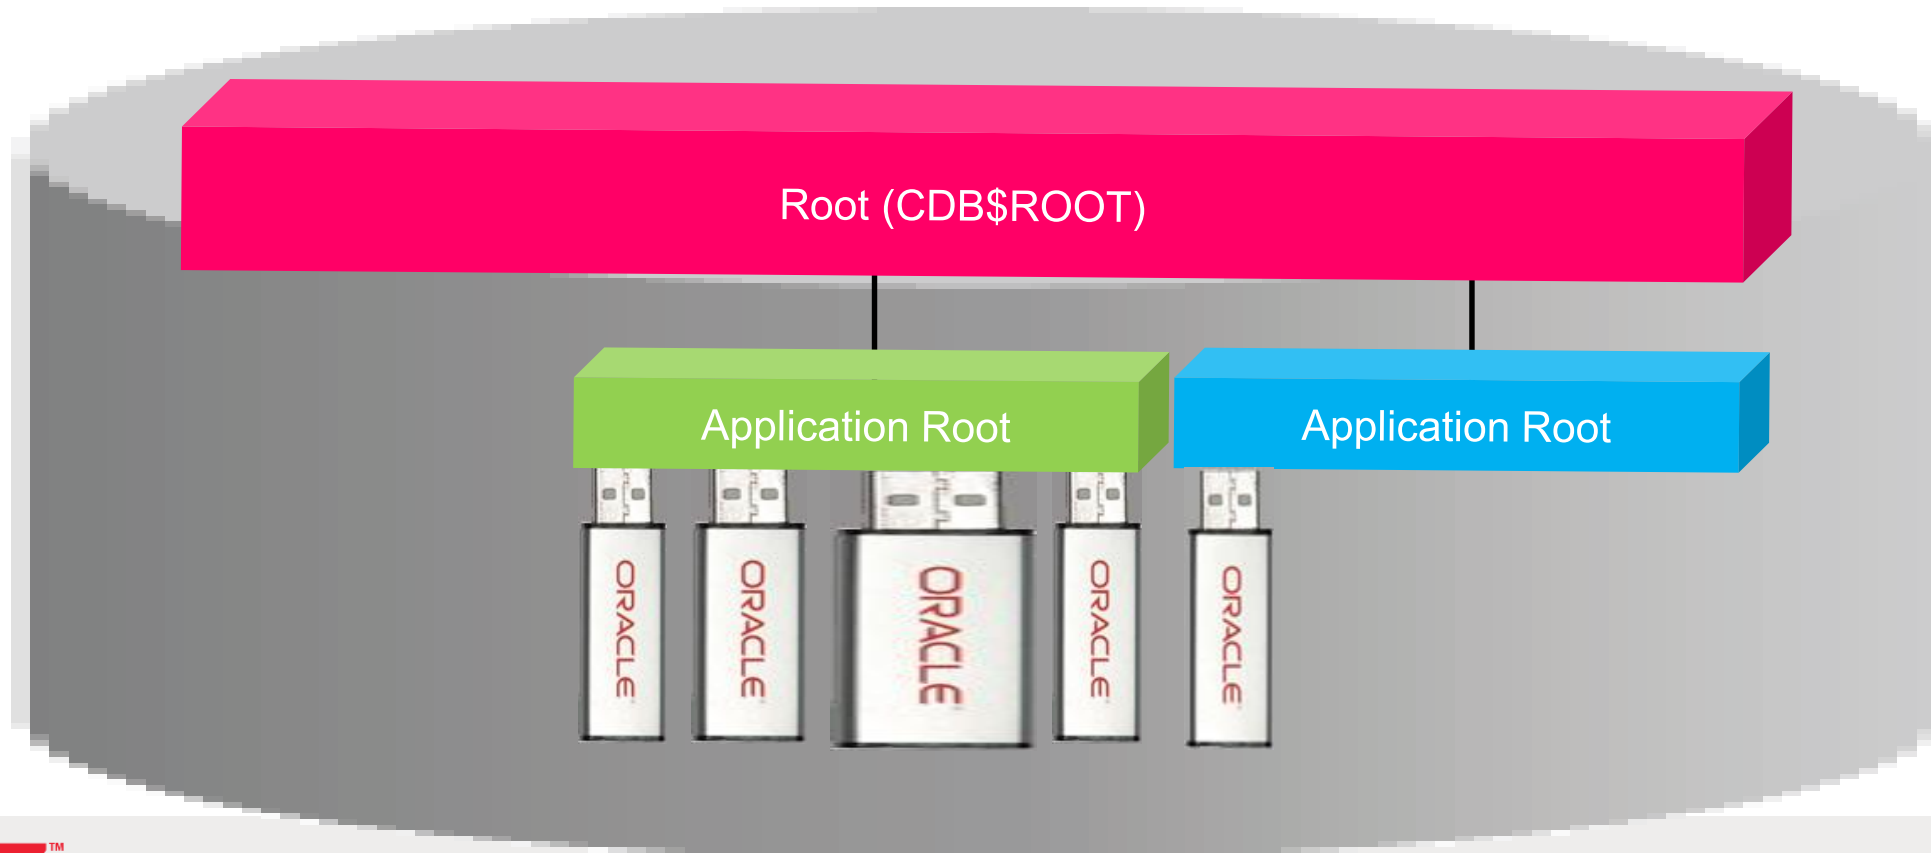 Root (CDB$ROOT)
Application Root
Application Root
ORACLE
ORACLE
ORACLE
ORACLE
ORACLE
TM